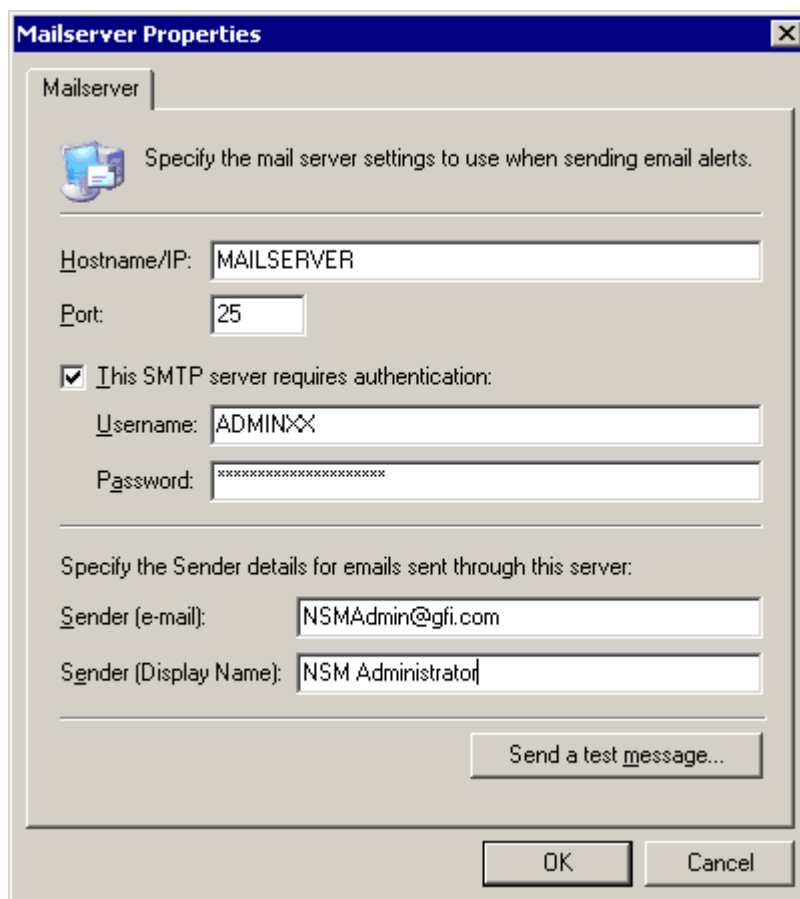 Mailserver Properties
Mailserver
Specify the mail server settings to use when sending email alerts.
Hostname/IP: MAILSERVER
Port: 25
This SMTP server requires authentication:
Username: ADMINXX
Password: *********************
Specify the Sender details for emails sent through this server:
Sender (e-mail): NSMAdmin@gfi.com
Sender (Display Name): NSM Administrator
Send a test message...
OK Cancel